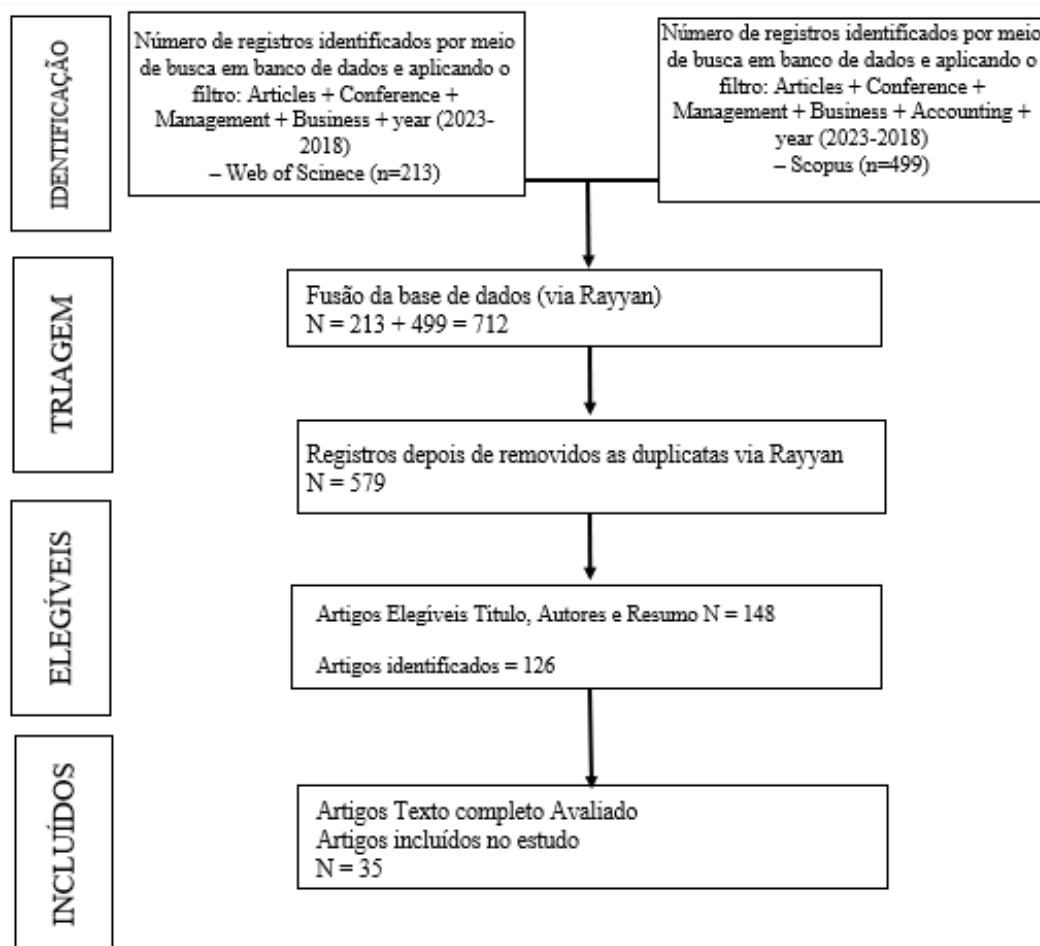 IDENTIFICAÇÃO
Número de registros identificados por meio
de busca em banco de dados e aplicando o
filtro: Articles + Conference +
Management + Business + year (2023-
2018)
– Web of Scinece (n=213)
Número de registros identificados por meio
de busca em banco de dados e aplicando o
filtro: Articles + Conference +
Management + Business + Accounting +
year (2023-2018)
– Scopus (n=499)
TRIAGEM
Fusão da base de dados (via Rayyan)
N = 213 + 499 = 712
Registros depois de removidos as duplicatas via Rayyan
N = 579
ELEGÍVEIS
Artigos Elegíveis Titulo, Autores e Resumo N = 148
Artigos identificados = 126
INCLUÍDOS
Artigos Texto completo Avaliado
Artigos incluídos no estudo
N = 35